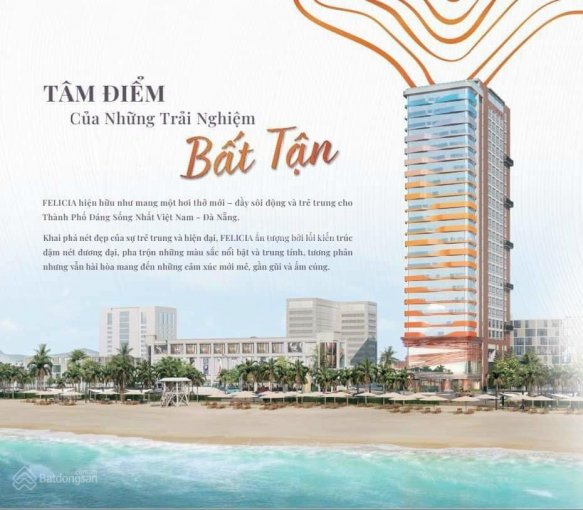 TÂM ĐIỂM
Của Những Trải Nghiệm
Bất Tận
FELICIA hiện hữu như mang một hơi thở mới – đầy sôi động và trẻ trung cho
Thành Phố Đáng Sống Nhất Việt Nam - Đà Nẵng.
Khai phá nét đẹp của sự trẻ trung và hiện đại, FELICIA ấn tượng bởi lối kiến trúc
đậm nét đương đại, pha trộn những màu sắc nổi bật và trung tính, tương phản
nhưng vẫn hài hòa mang đến những cảm xúc mới mẻ, gần gũi và ấm cúng.
Batdongsan
.com.vn